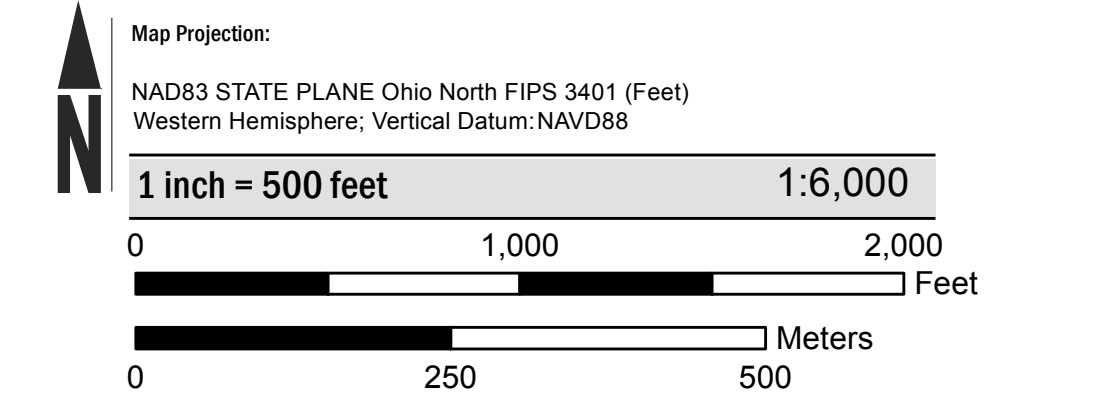 N
Map Projection:
NAD83 STATE PLANE Ohio North FIPS 3401 (Feet)
Western Hemisphere; Vertical Datum: NAVD88
1 inch = 500 feet 1:6,000
0 1,000 2,000
Feet
Meters
0 250 500